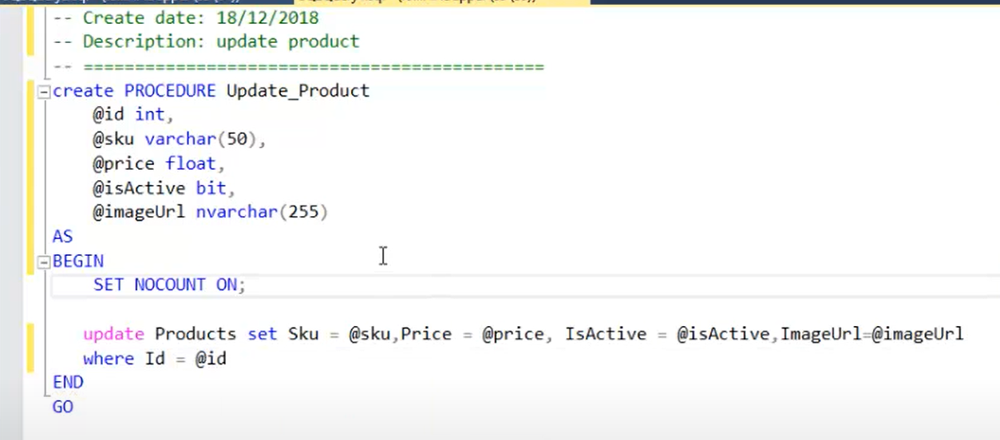 -- Create date: 18/12/2018
-- Description: update product
-- =============================================
create PROCEDURE Update_Product
    @id int,
    @sku varchar(50),
    @price float,
    @isActive bit,
    @imageUrl nvarchar(255)
AS
BEGIN
    SET NOCOUNT ON;
   update Products set Sku = @sku,Price = @price, IsActive = @isActive,ImageUrl=@imageUrl
   where Id = @id
END
GO